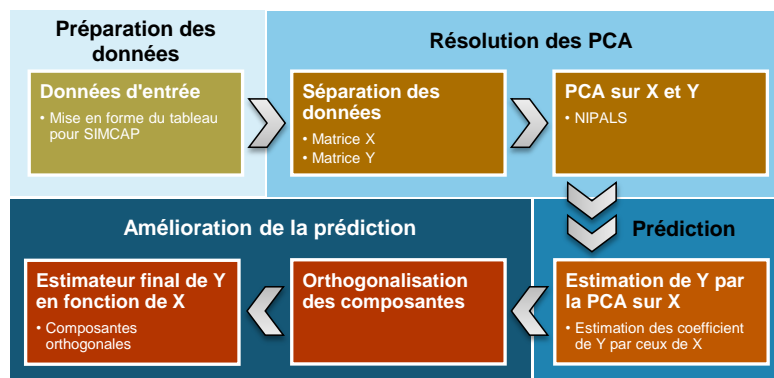 Préparation des
données
Résolution des PCA
Données d'entrée
• Mise en forme du tableau
pour SIMCAP
Séparation des
données
• Matrice X
• Matrice Y
PCA sur X et Y
• NIPALS
Amélioration de la prédiction
Prédiction
Estimateur final de Y
en fonction de X
• Composantes
orthogonales
Orthogonalisation
des composantes
Estimation de Y par
la PCA sur X
• Estimation des coefficient
de Y par ceux de X